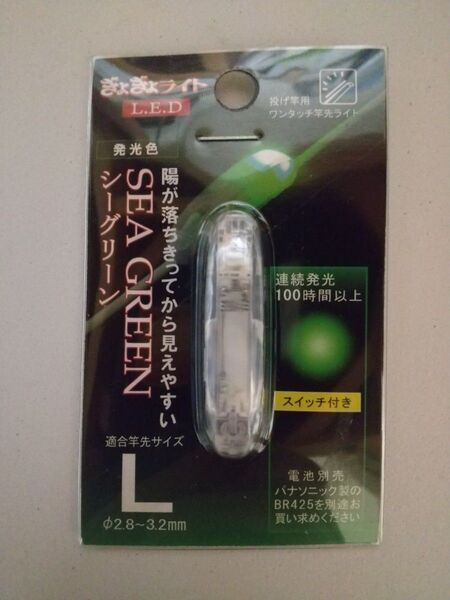 ぎょぎょライト
L.E.D
投げ竿用
ワンタッチ竿先ライト
発光色
SEA GREEN
シーグリーン
陽が落ちきってから見えやすい
連続発光
100時間以上
スイッチ付き
適合竿先サイズ
L
φ2.8~3.2mm
電池別売
パナソニック製の
BR425を別途お
買い求めください